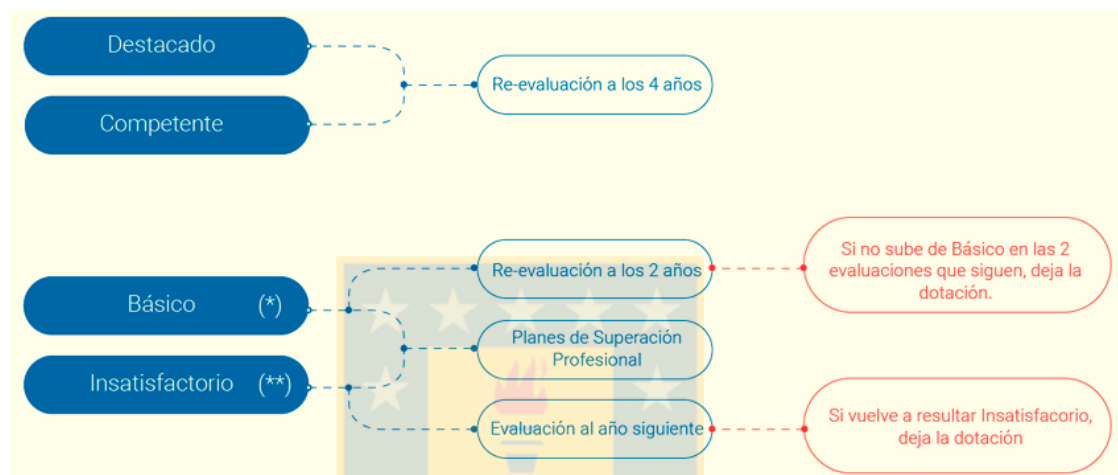 Destacado
Re-evaluación a los 4 años
Competente
Si no sube de Básico en las 2
evaluaciones que siguen, deja la
dotación.
Re-evaluación a los 2 años
Básico (*)
Planes de Superación
Profesional
Insatisfactorio (**)
Evaluación al año siguiente
Si vuelve a resultar Insatisfacorio,
deja la dotación